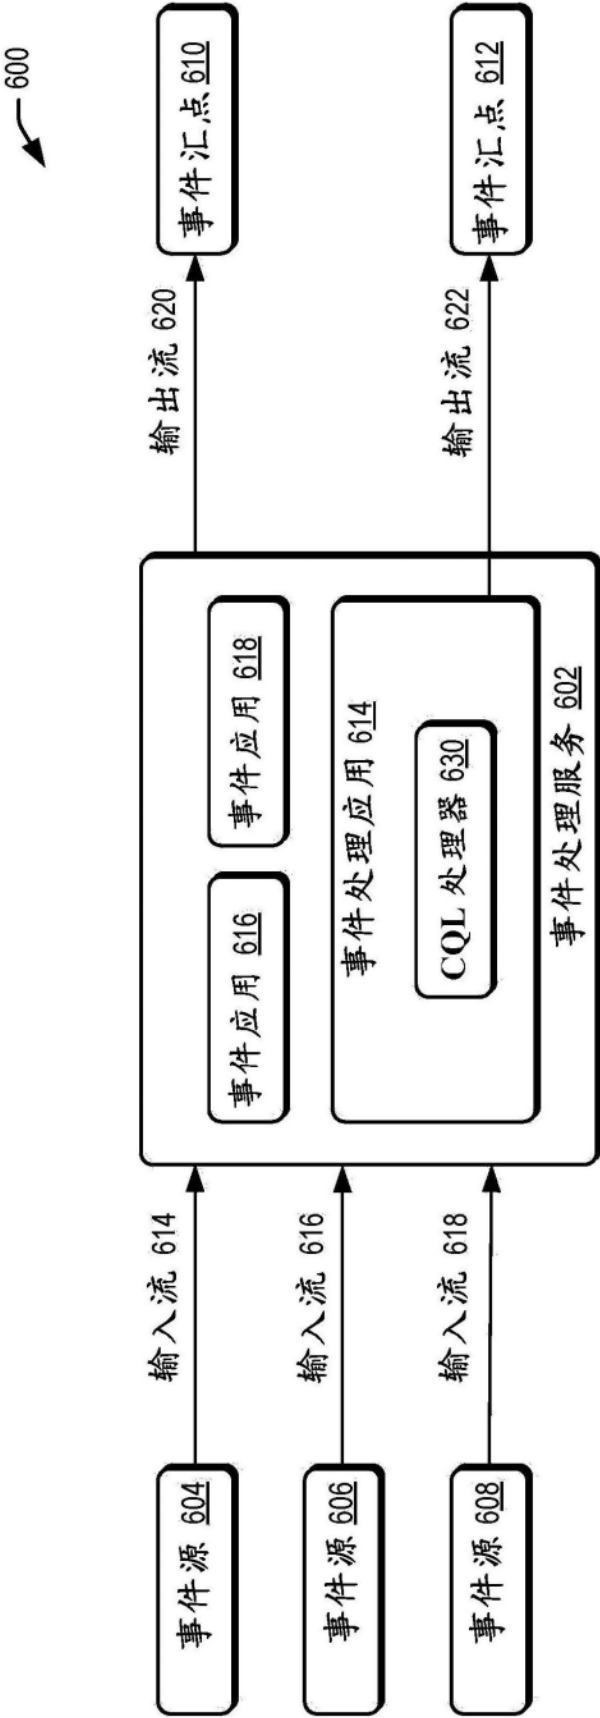 600
事件源 604
事件源 606
事件源 608
输入流 614
输入流 616
输入流 618
事件应用 616
事件应用 618
事件处理应用 614
CQL 处理器 630
事件处理服务 602
输出流 620
输出流 622
事件汇点 610
事件汇点 612